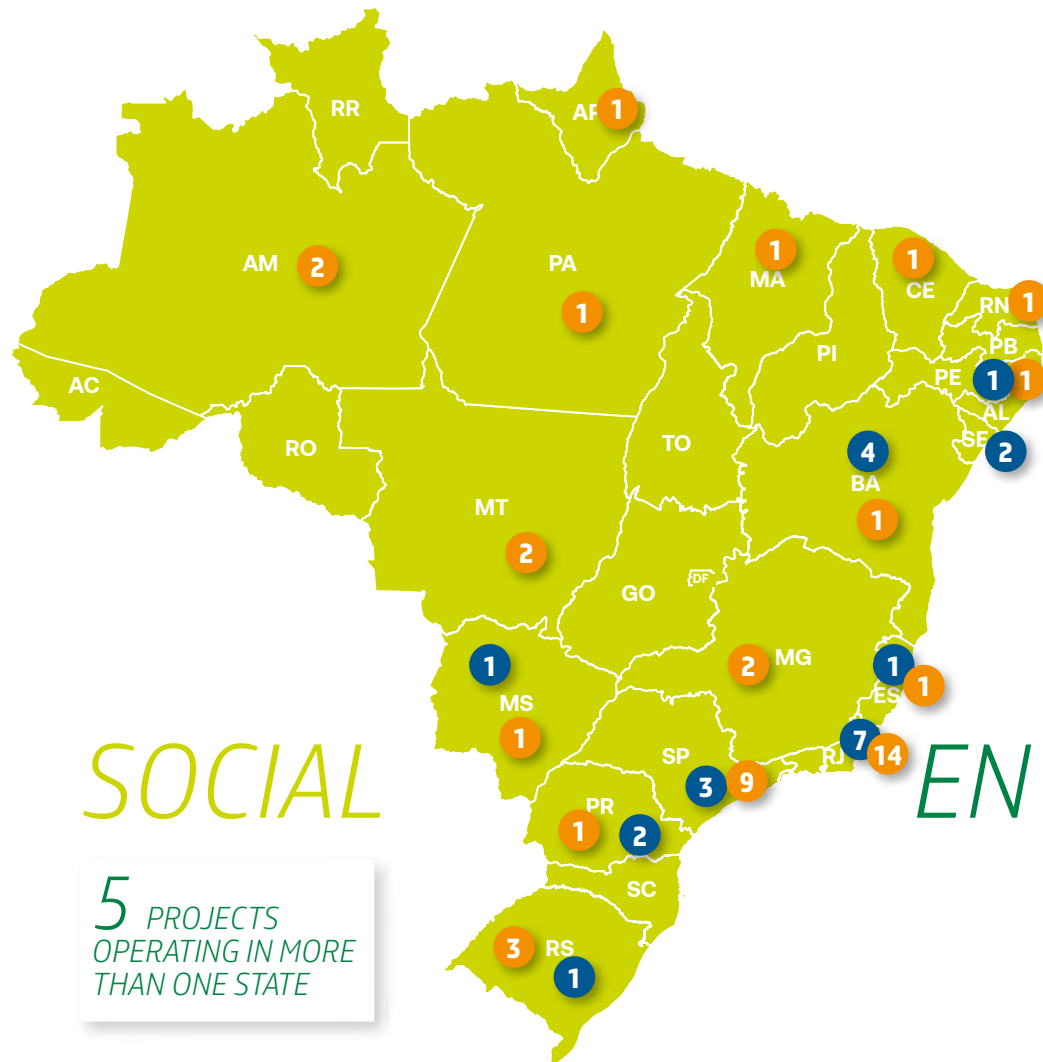 RR
AP 1
AM 2
PA
1
1
MA
1
CE
RN 1
PB
PE 1 1
AL
SE 2
AC
PI
RO
TO
4
BA
1
MT
2
GO
DF
2 MG
1
ES 1
1
MS
1
7
RJ 14
SP
3 9
PR
1 2
SC
3 RS
1
SOCIAL
EN
5 PROJECTS
OPERATING IN MORE
THAN ONE STATE